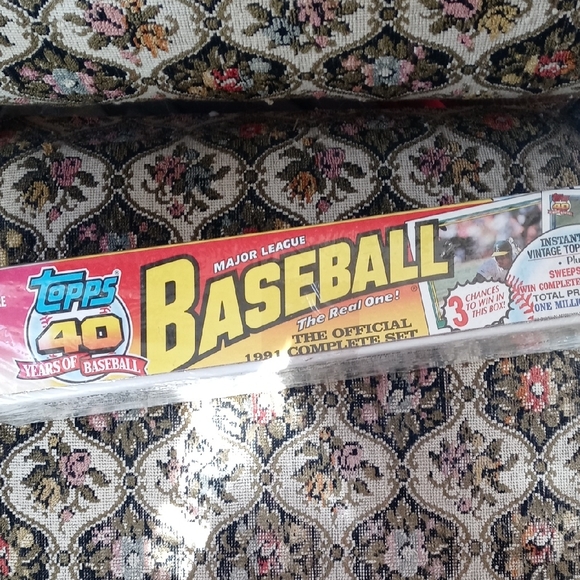 Topps
40
YEARS OF BASEBALL
MAJOR LEAGUE
BASEBALL
The Real One!
THE OFFICIAL
1991 COMPLETE SET
3 CHANCES
TO WIN IN
THIS BOX!
INSTANT
VINTAGE TOP
SWEEPS
WIN COMPLETE
TOTAL PR
ONE MILLI